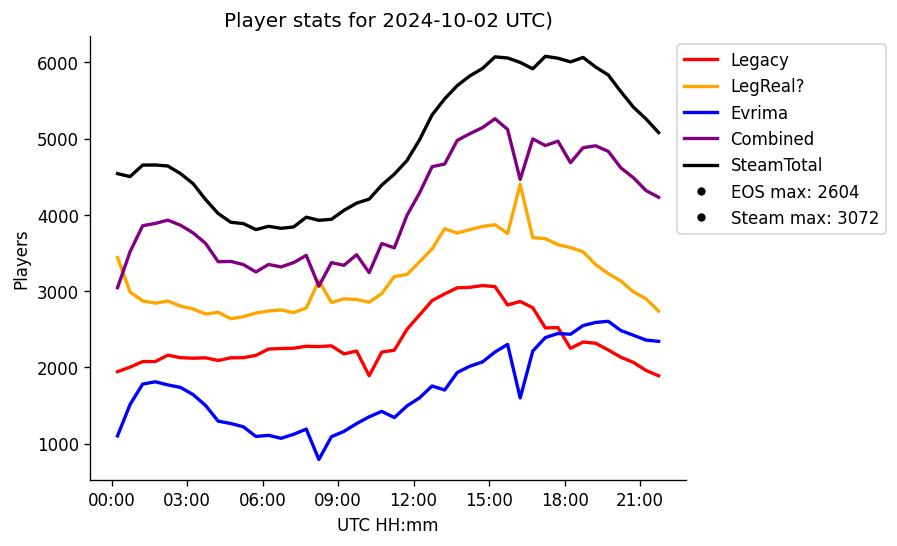 Player stats for 2024-10-02 UTC)
Players
6000
5000
4000
3000
2000
1000
00:00 03:00 06:00 09:00 12:00 15:00 18:00 21:00
UTC HH:mm
Legacy
LegReal?
Evrima
Combined
SteamTotal
EOS max: 2604
Steam max: 3072